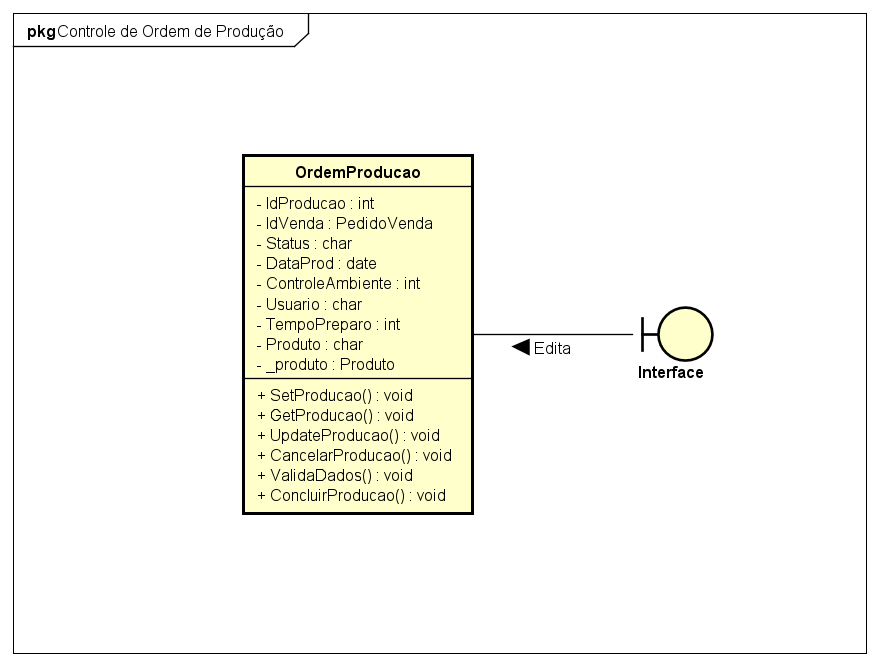 pkg Controle de Ordem de Produção
OrdemProducao
- IdProducao : int
- IdVenda : PedidoVenda
- Status : char
- DataProd : date
- ControleAmbiente : int
- Usuario : char
- TempoPreparo : int
- Produto : char
- _produto : Produto
+ SetProducao() : void
+ GetProducao() : void
+ UpdateProducao() : void
+ CancelarProducao() : void
+ ValidaDados() : void
+ ConcluirProducao() : void
Edita
Interface